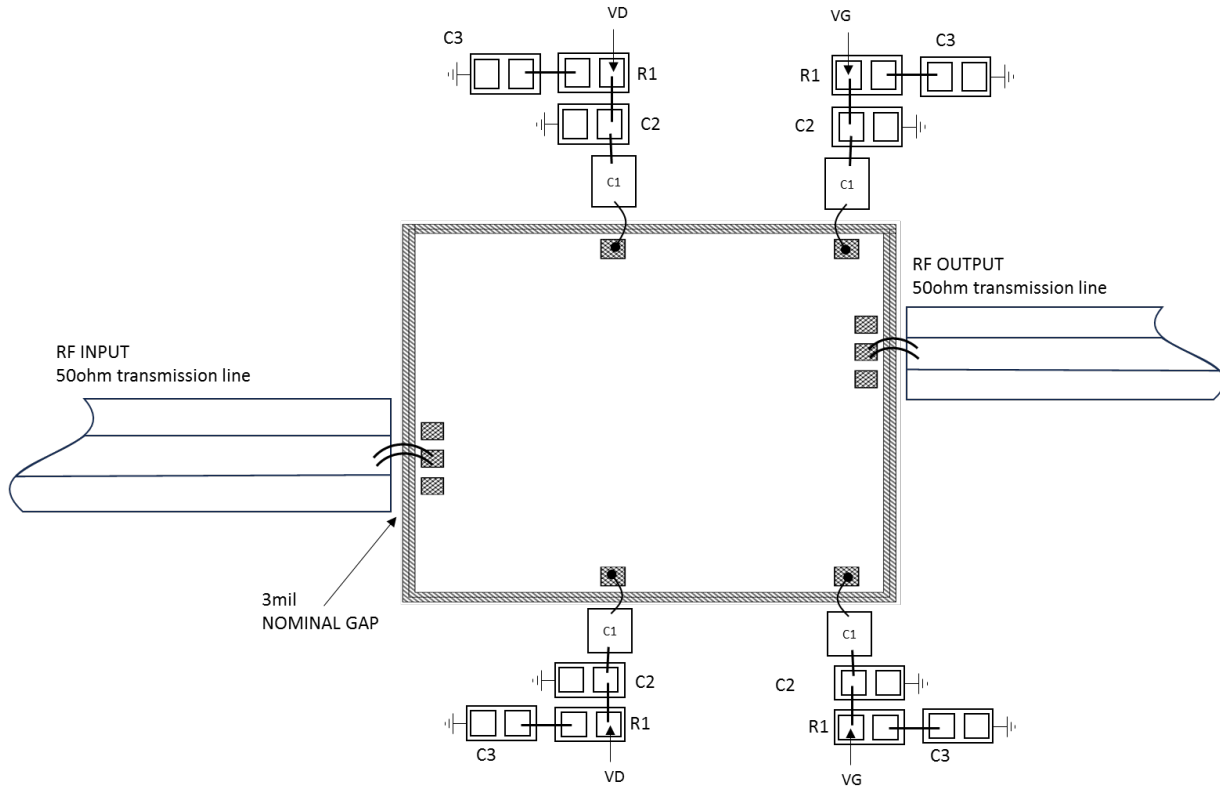 VD
VG
C3
C3
R1
R1
C2
C2
C1
C1
RF OUTPUT
50ohm transmission line
RF INPUT
50ohm transmission line
3mil
NOMINAL GAP
C1
C1
C2
C2
R1
R1
C3
C3
VD
VG